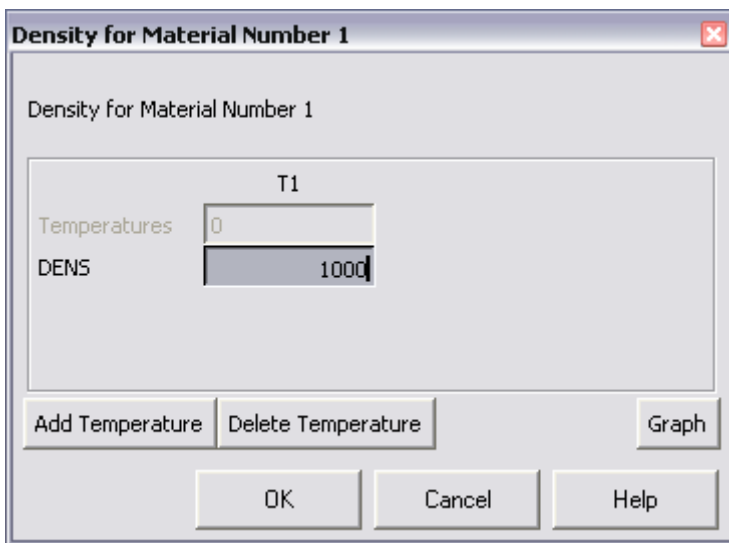 Density for Material Number 1
Density for Material Number 1
T1
Temperatures 0
DENS 1000
Add Temperature Delete Temperature Graph
OK Cancel Help